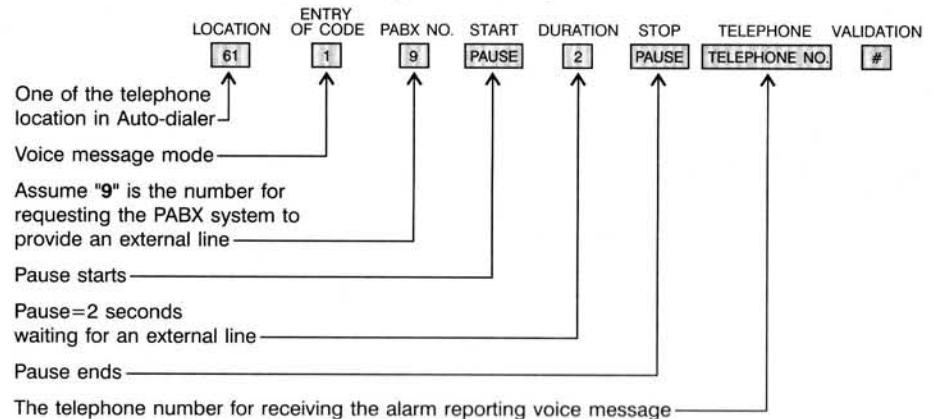 LOCATION ENTRY OF CODE PABX NO. START DURATION STOP TELEPHONE VALIDATION
61 1 9 PAUSE 2 PAUSE TELEPHONE NO. #
One of the telephone
location in Auto-dialer
Voice message mode
Assume "9" is the number for
requesting the PABX system to
provide an external line
Pause starts
Pause=2 seconds
waiting for an external line
Pause ends
The telephone number for receiving the alarm reporting voice message